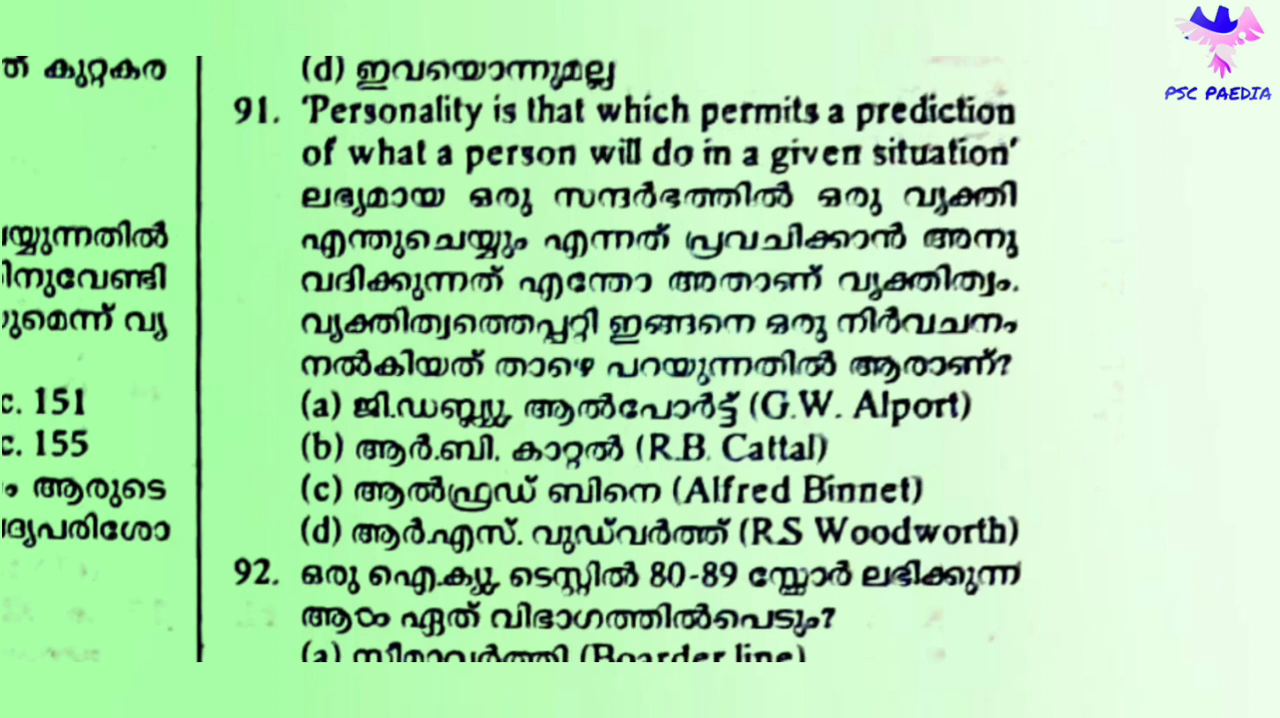 ത് കുറ്റകര
യ്യുന്നതിൽ
ിനുവേണ്ടി
വൃ
c. 151
c. 155
ആരുടെ
(d) ഇവയൊന്നുമല്ല
91. 'Personality is that which permits a prediction
of what a person will do in a given situation'
ലഭ്യമായ ഒരു സന്ദർഭത്തിൽ ഒരു വ്യക്തി
എന്തുചെയ്യും എന്നത് പ്രവചിക്കാൻ അനു
വദിക്കുന്നത് എന്തോ അതാണ് വ്യക്തിത്വം.
വ്യക്തിത്വത്തെപ്പറ്റി ഇങ്ങനെ ഒരു നിർവചനം
നൽകിയത് താഴെ പറയുന്നതിൽ ആരാണ്?
(a) ജി.ഡബ്ല്യു. ആൽപോർട്ട് (G.W. Alport)
(b) ആർ.ബി. കാറ്റൽ (R.B. Cattal)
(c) ആൽഫ്രഡ് ബിനെ (Alfred Binnet)
(d) ആർ.എസ്. വുഡ്‌വർത്ത് (R.S Woodworth)
92. ഒരു ഐ.ക്യു. ടെസ്റ്റിൽ 80-89 സ്കോർ ലഭിക്കുന്ന
ആൾ ഏത് വിഭാഗത്തിൽപെടും?
(a) സീമാവർത്തി (Boarder line)
PSC PAEDIA